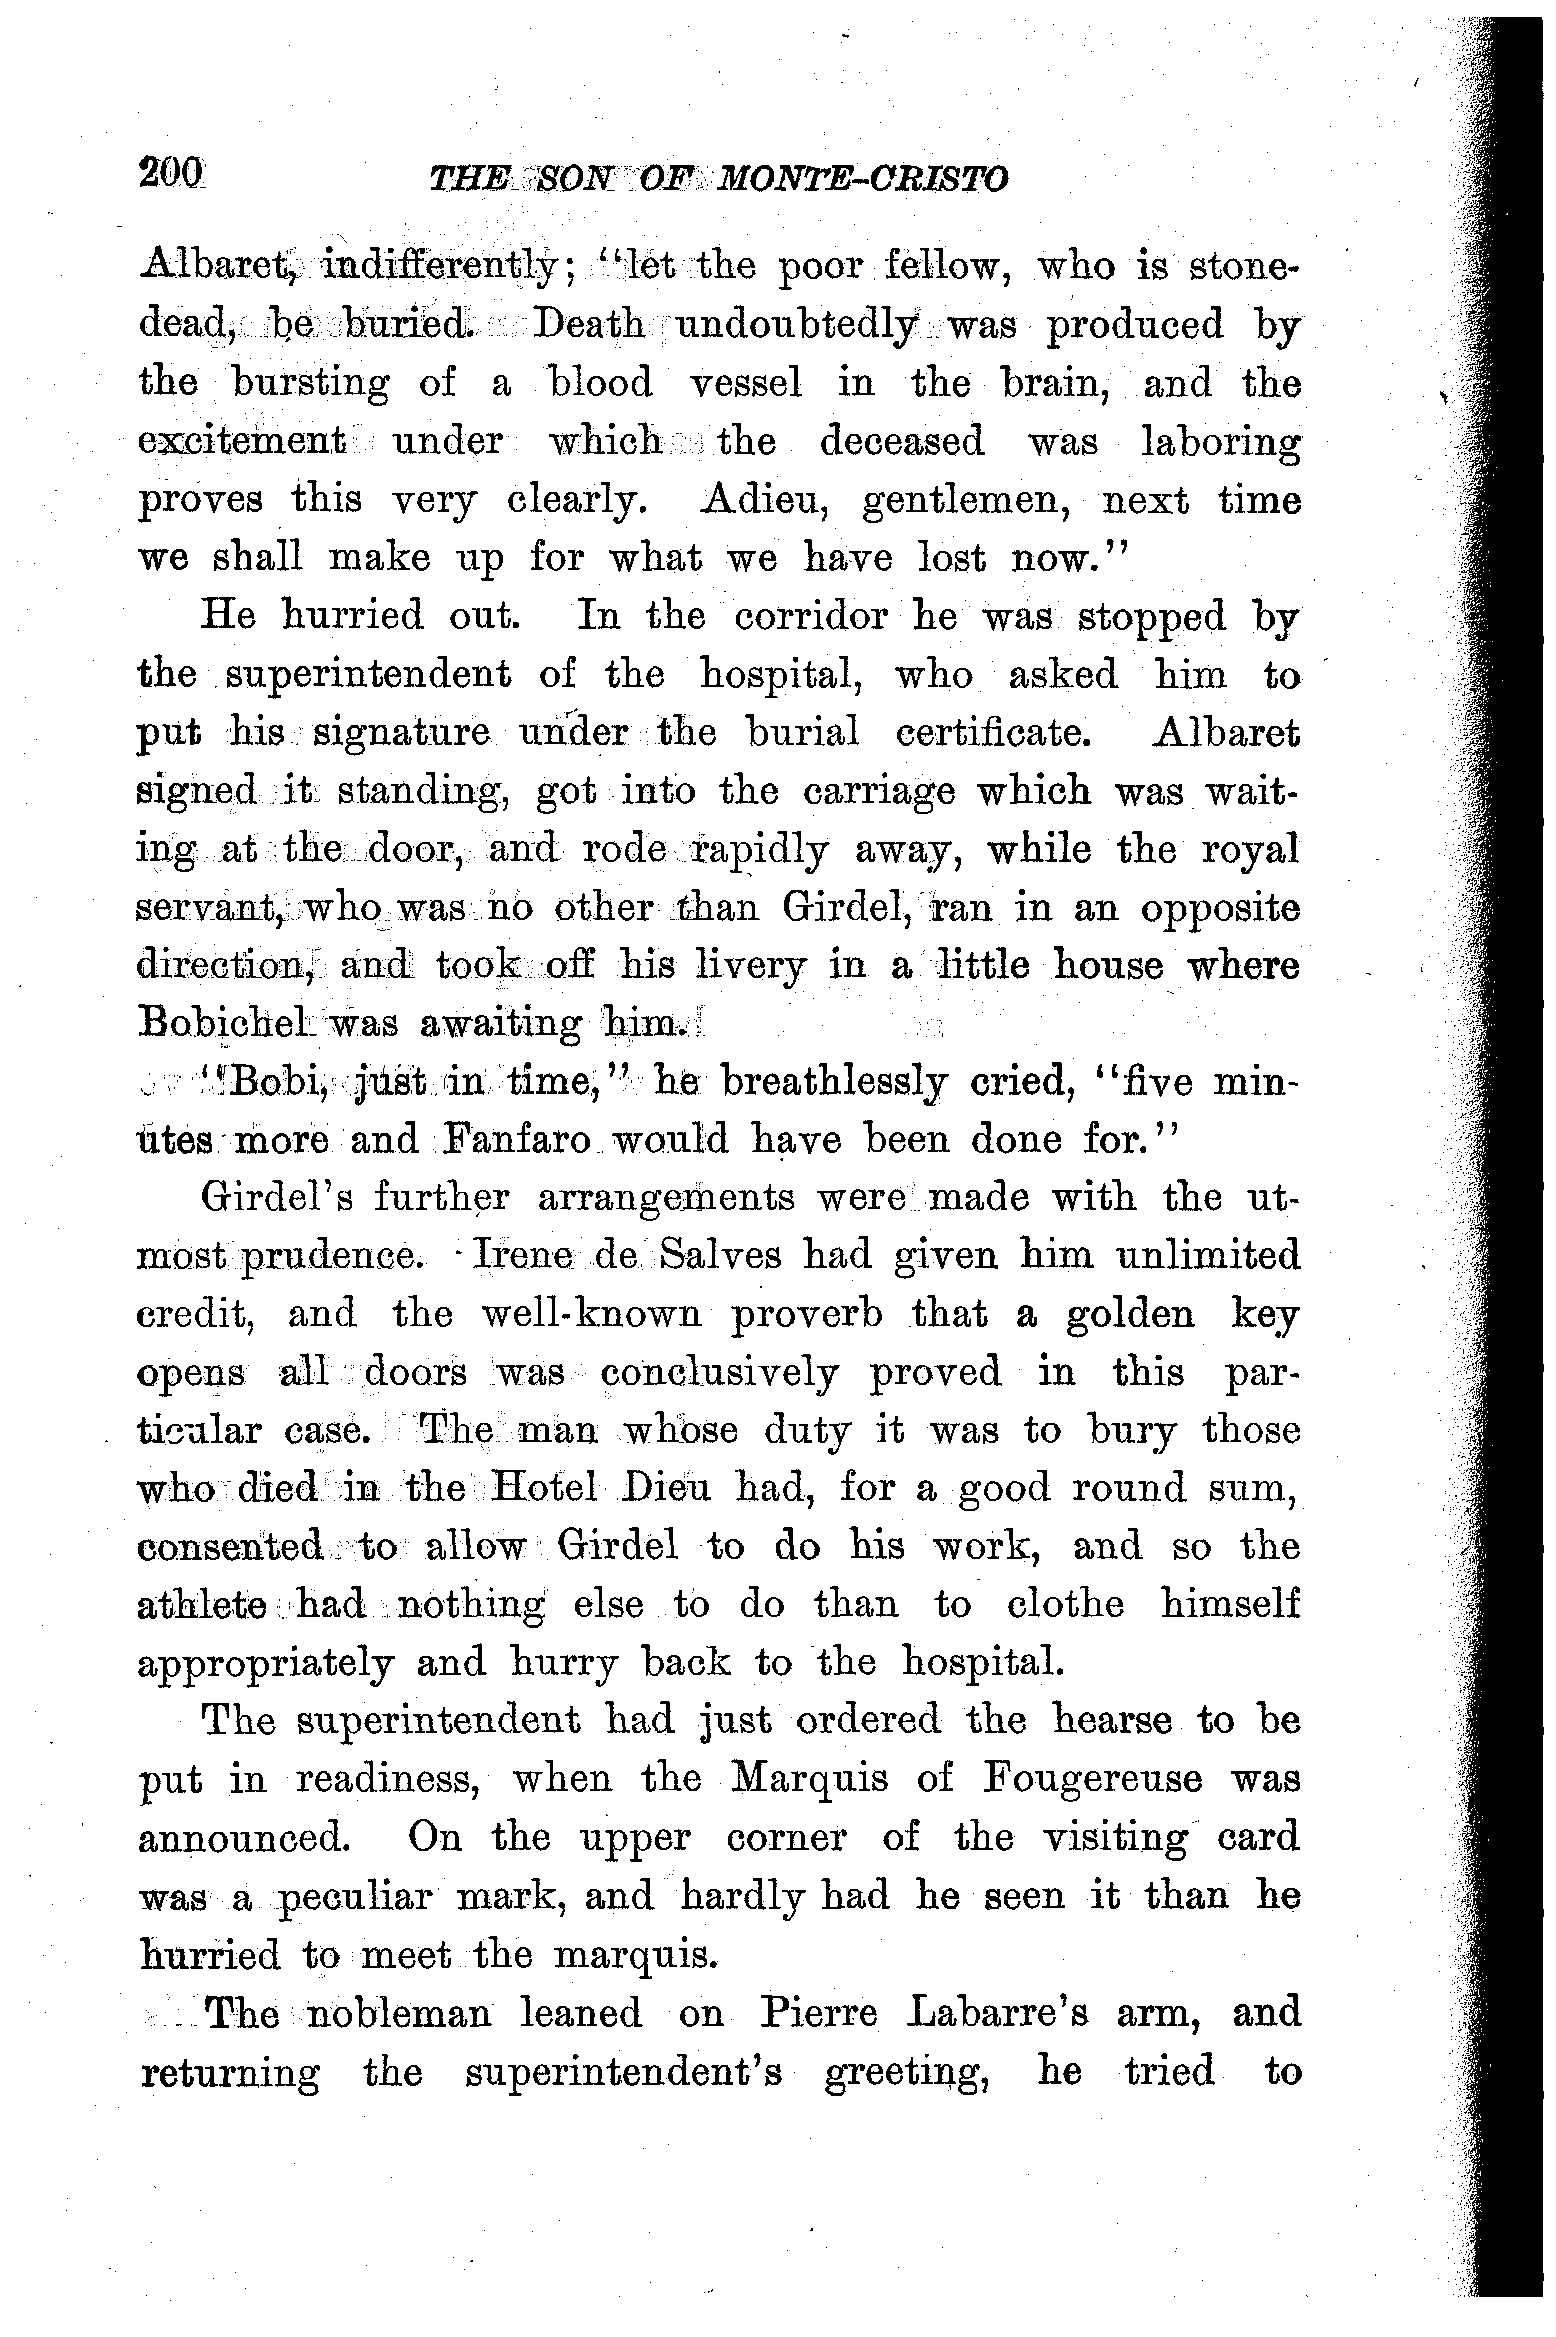 200 THE SON OF MONTE-CRISTO
Albaret, indifferently; "let the poor fellow, who is stone-
dead, be buried. Death undoubtedly was produced by
the bursting of a blood vessel in the brain, and the
excitement under which the deceased was laboring
proves this very clearly. Adieu, gentlemen, next time
we shall make up for what we have lost now."
He hurried out. In the corridor he was stopped by
the superintendent of the hospital, who asked him to
put his signature under the burial certificate. Albaret
signed it standing, got into the carriage which was wait-
ing at the door, and rode rapidly away, while the royal
servant, who was no other than Girdel, ran in an opposite
direction, and took off his livery in a little house where
Bobichel was awaiting him.
"Bobi, just in time," he breathlessly cried, "five min-
utes more and Fanfaro would have been done for."
Girdel's further arrangements were made with the ut-
most prudence. Irene de Salves had given him unlimited
credit, and the well-known proverb that a golden key
opens all doors was conclusively proved in this par-
ticular case. The man whose duty it was to bury those
who died in the Hotel Dieu had, for a good round sum,
consented to allow Girdel to do his work, and so the
athlete had nothing else to do than to clothe himself
appropriately and hurry back to the hospital.
The superintendent had just ordered the hearse to be
put in readiness, when the Marquis of Fougereuse was
announced. On the upper corner of the visiting card
was a peculiar mark, and hardly had he seen it than he
hurried to meet the marquis.
The nobleman leaned on Pierre Labarre's arm, and
returning the superintendent's greeting, he tried to